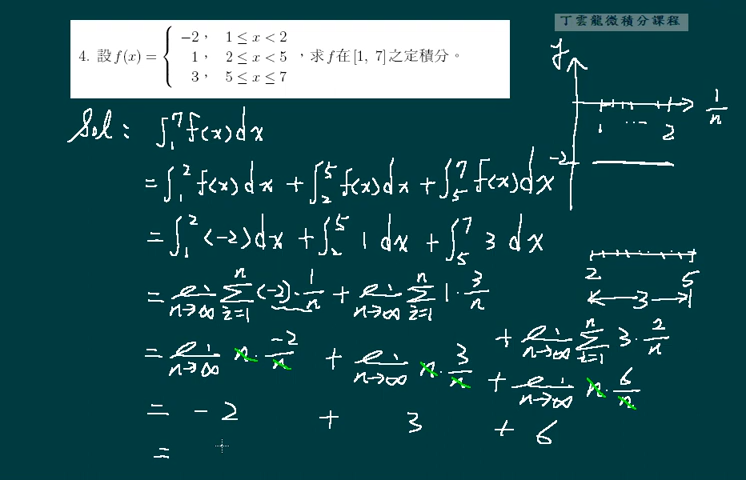 丁雲龍微積分課程
4. 設 f(x) = { −2, 1 ≤ x < 2
1, 2 ≤ x < 5 ,求 f 在 [1, 7] 之定積分。
3, 5 ≤ x ≤ 7
Sol: ∫₁⁷ f(x)dx
= ∫₁² f(x)dx + ∫₂⁵ f(x)dx + ∫₅⁷ f(x)dx
= ∫₁² (-2)dx + ∫₂⁵ 1 dx + ∫₅⁷ 3 dx
= lim n→∞ Σ i=1 n (-2)·1/n + lim n→∞ Σ i=1 n 1·3/n
+ lim n→∞ Σ i=1 n 3·2/n
= lim n→∞ n·-2/n + lim n→∞ n·3/n + lim n→∞ n·6/n
= -2 + 3 + 6
=
y
1 ... 2
1/n
-2
2 5
3